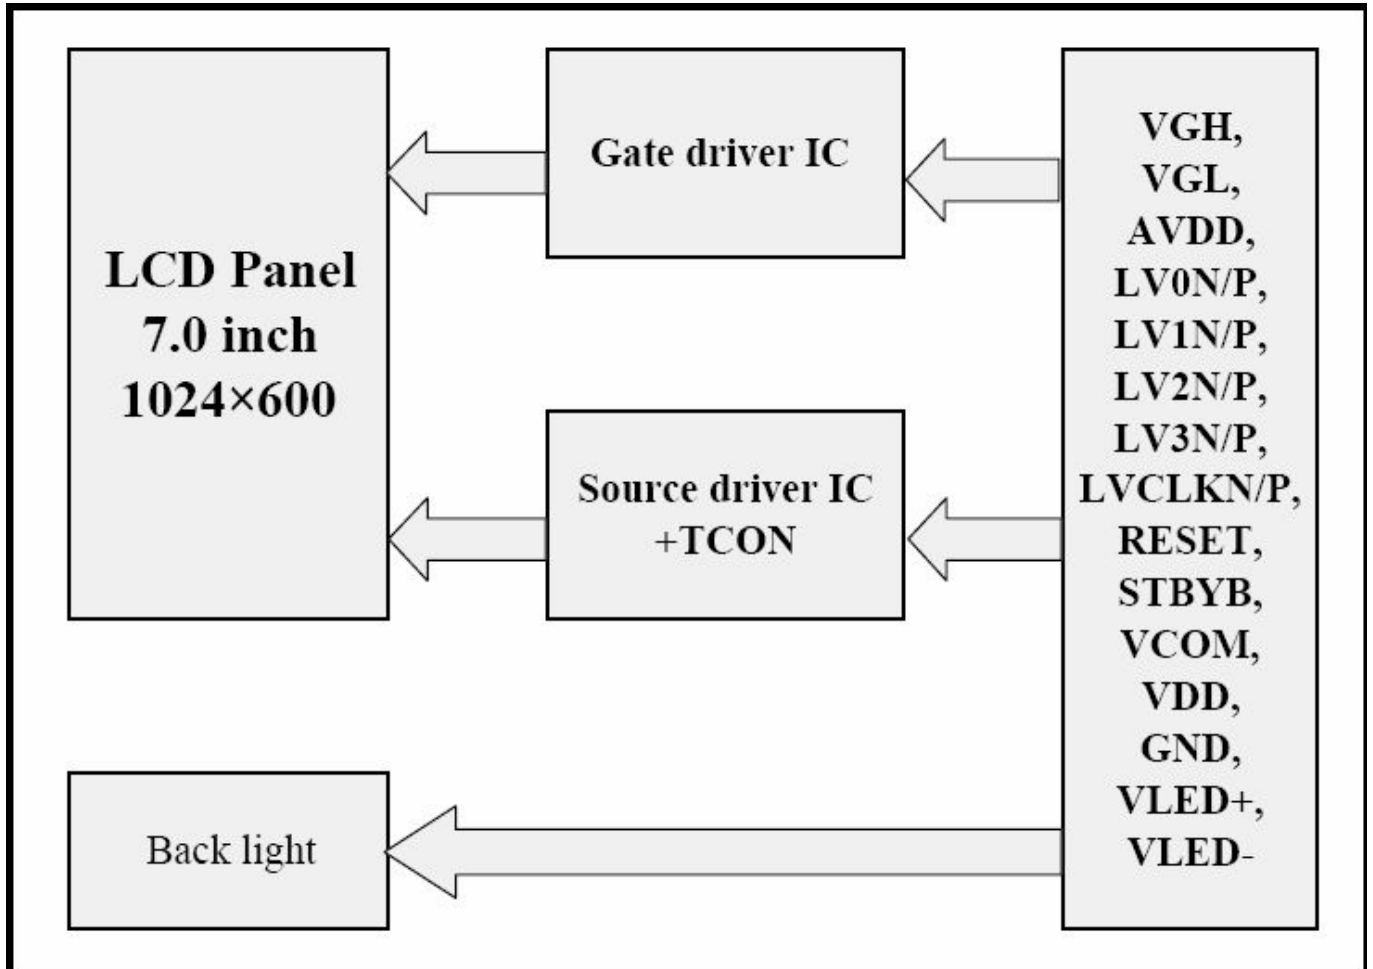 LCD Panel
7.0 inch
1024×600
Gate driver IC
Source driver IC
+TCON
Back light
VGH,
VGL,
AVDD,
LV0N/P,
LV1N/P,
LV2N/P,
LV3N/P,
LVCLKN/P,
RESET,
STBYB,
VCOM,
VDD,
GND,
VLED+,
VLED-